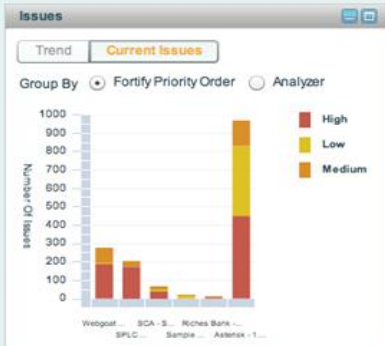 Issues
Trend Current Issues
Group By Fortify Priority Order Analyzer
1000
900
800
700
600
500
400
300
200
100
0
Number Of Issues
High
Low
Medium
Webgoat ... SCA - S... Riches Bank -...
SPLC ... Sample ... Asterisk - 1...